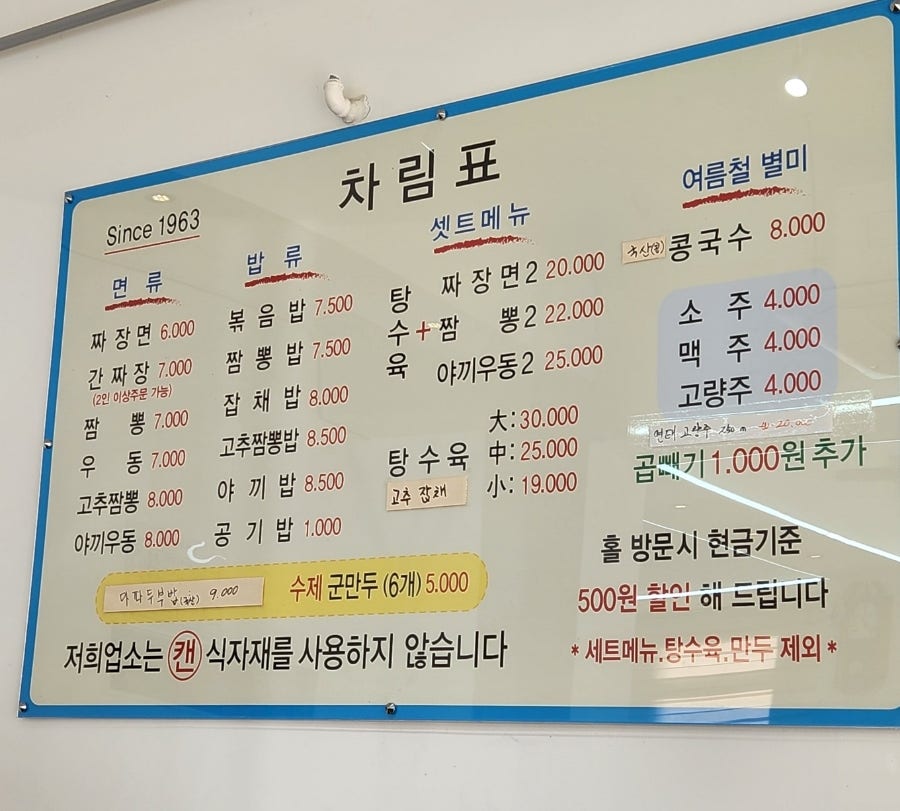 차림표
Since 1963
면 류
짜장면 6.000
간짜장 7.000
(2인 이상주문 가능)
짬 뽕 7.000
우 동 7.000
고추짬뽕 8.000
야끼우동 8.000
밥 류
볶음밥 7.500
짬뽕밥 7.500
잡채밥 8.000
고추짬뽕밥 8.500
야끼밥 8.500
공기밥 1.000
셋트메뉴
탕수육 + 짜장면2 20.000
짬 뽕2 22.000
야끼우동2 25.000
탕수육 大: 30.000
中: 25.000
小: 19.000
고추잡채
여름철 별미
국산(콩) 콩국수 8.000
소 주 4.000
맥 주 4.000
고량주 4.000
연태 고량주 250m 20.000
곱빼기 1.000원 추가
마파두부밥 9.000
수제 군만두 (6개) 5.000
홀 방문시 현금기준
500원 할인 해 드립니다
* 세트메뉴.탕수육.만두 제외 *
저희업소는 캔 식자재를 사용하지 않습니다